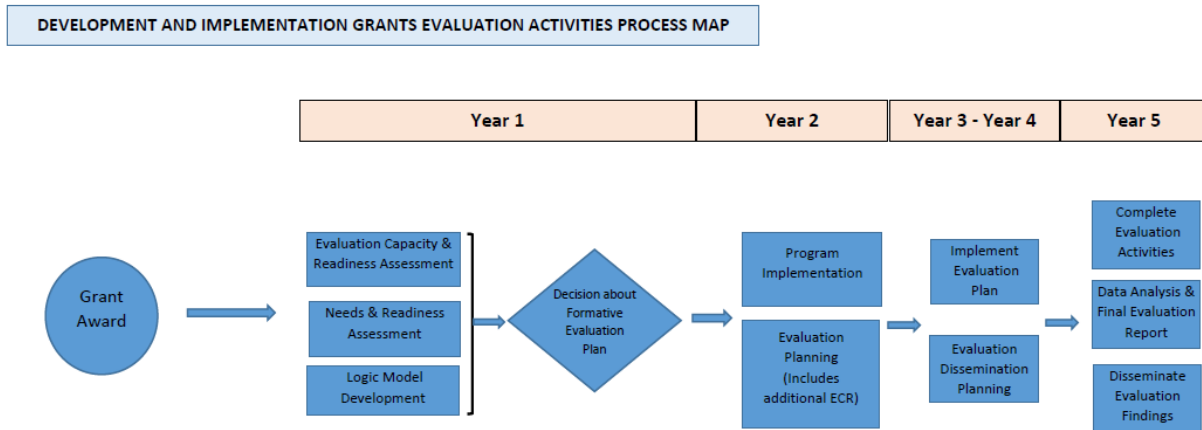 DEVELOPMENT AND IMPLEMENTATION GRANTS EVALUATION ACTIVITIES PROCESS MAP
Year 1
Year 2
Year 3 - Year 4
Year 5
Grant
Award
Evaluation Capacity &
Readiness Assessment
Needs & Readiness
Assessment
Logic Model
Development
Decision about
Formative
Evaluation
Plan
Program
Implementation
Evaluation
Planning
(Includes
additional ECR)
Implement
Evaluation
Plan
Evaluation
Dissemination
Planning
Complete
Evaluation
Activities
Data Analysis &
Final Evaluation
Report
Disseminate
Evaluation
Findings